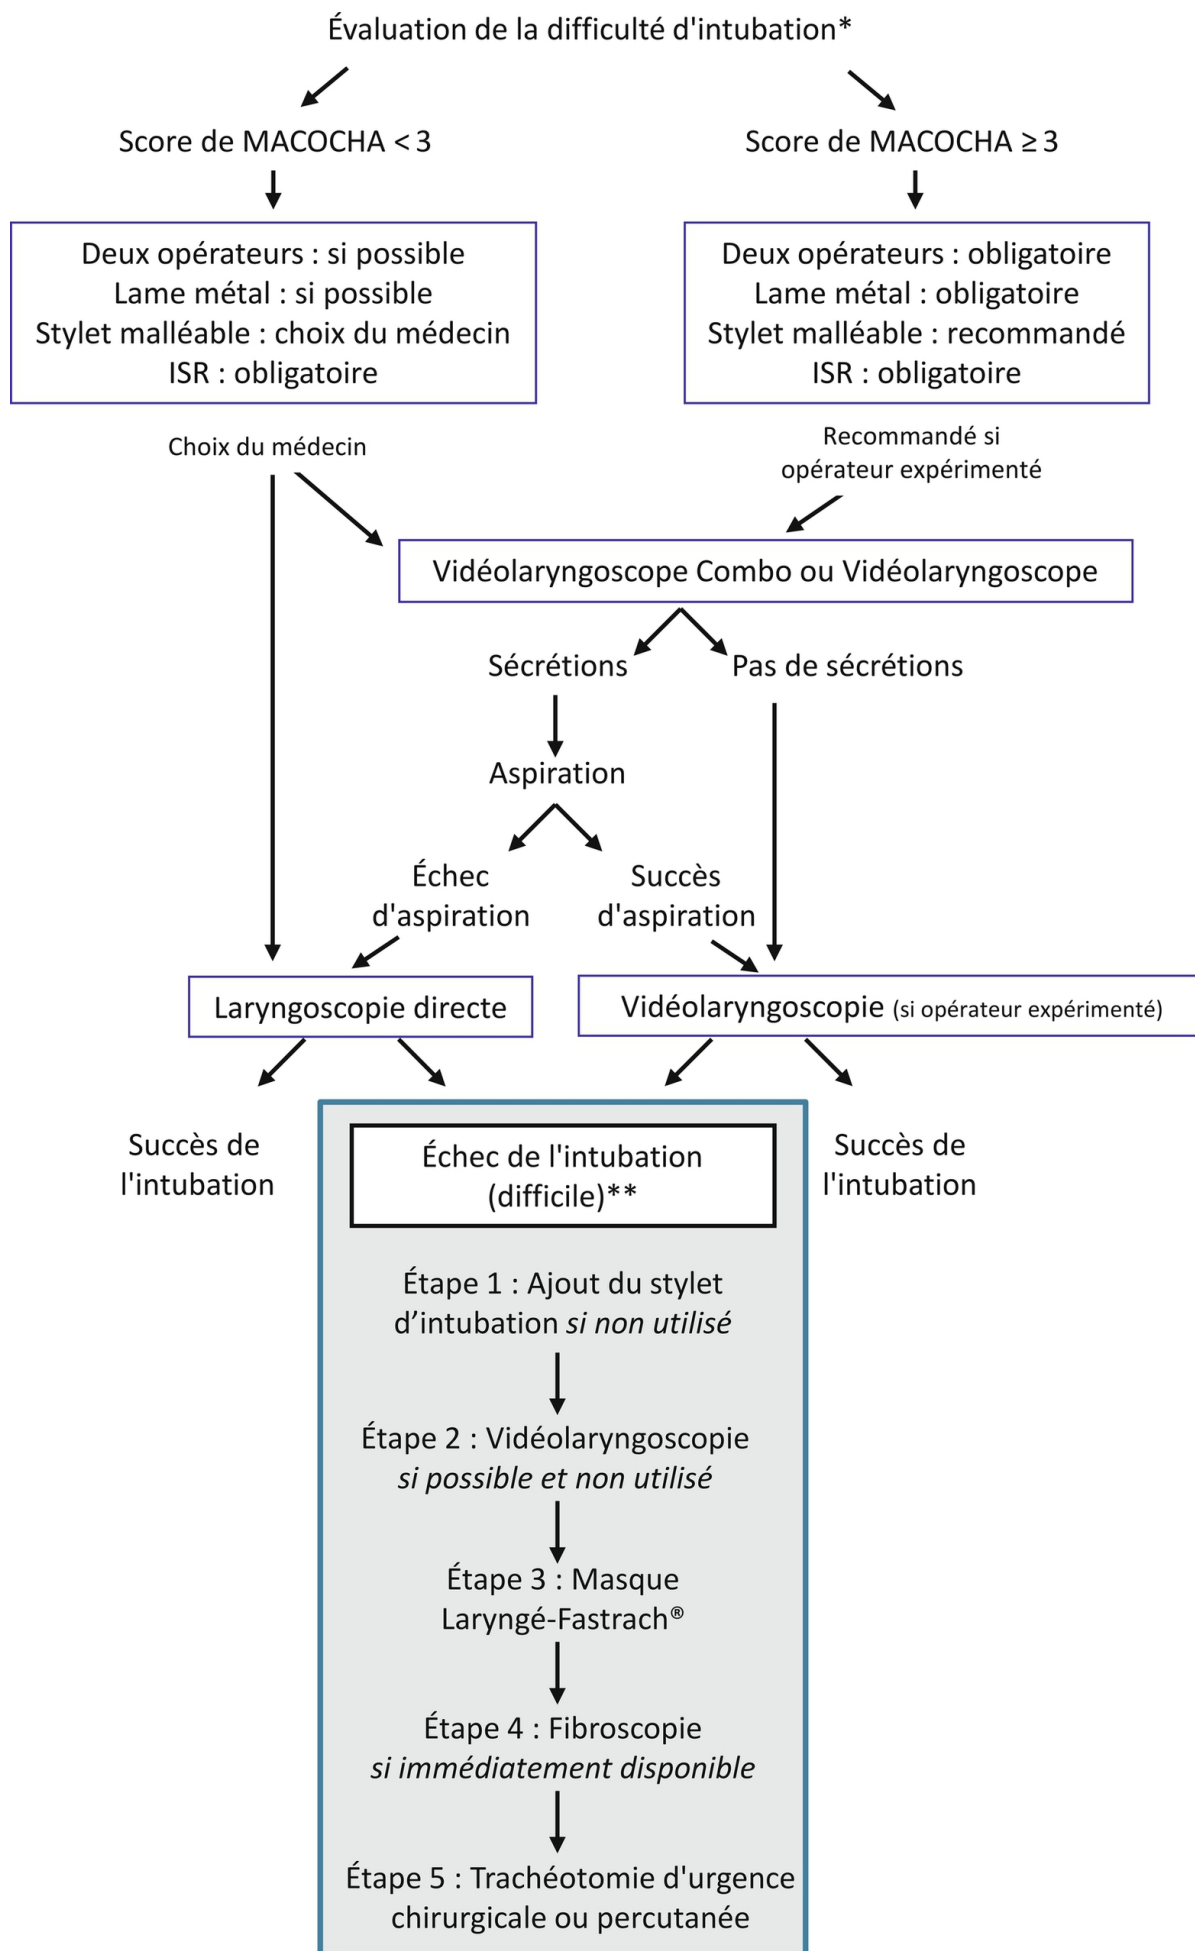 Évaluation de la difficulté d'intubation*
Score de MACOCHA < 3
Score de MACOCHA ≥ 3
Deux opérateurs : si possible
Lame métal : si possible
Stylet malléable : choix du médecin
ISR : obligatoire
Deux opérateurs : obligatoire
Lame métal : obligatoire
Stylet malléable : recommandé
ISR : obligatoire
Choix du médecin
Recommandé si
opérateur expérimenté
Vidéolaryngoscope Combo ou Vidéolaryngoscope
Sécrétions
Pas de sécrétions
Aspiration
Échec
d'aspiration
Succès
d'aspiration
Laryngoscopie directe
Vidéolaryngoscopie (si opérateur expérimenté)
Succès de
l'intubation
Échec de l'intubation
(difficile)**
Succès de
l'intubation
Étape 1 : Ajout du stylet
d’intubation si non utilisé
Étape 2 : Vidéolaryngoscopie
si possible et non utilisé
Étape 3 : Masque
Laryngé-Fastrach®
Étape 4 : Fibroscopie
si immédiatement disponible
Étape 5 : Trachéotomie d'urgence
chirurgicale ou percutanée